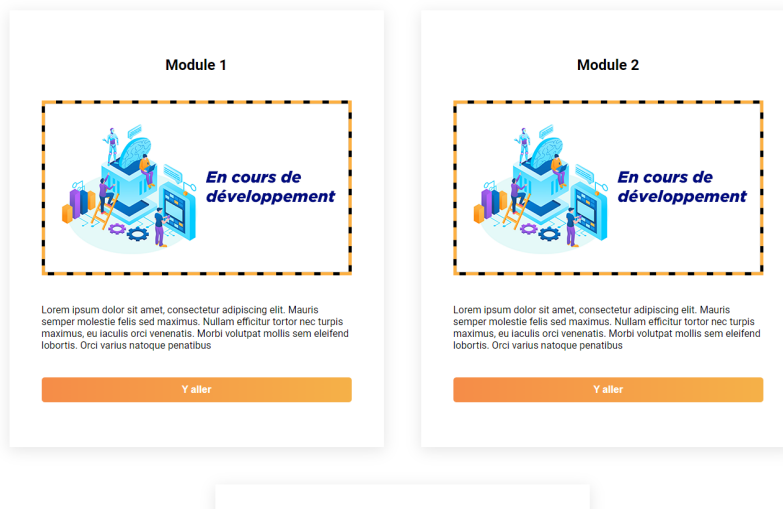 Module 1
En cours de
développement
Lorem ipsum dolor sit amet, consectetur adipiscing elit. Mauris
semper molestie felis sed maximus. Nullam efficitur tortor nec turpis
maximus, eu iaculis orci venenatis. Morbi volutpat mollis sem eleifend
lobortis. Orci varius natoque penatibus
Y aller
Module 2
En cours de
développement
Lorem ipsum dolor sit amet, consectetur adipiscing elit. Mauris
semper molestie felis sed maximus. Nullam efficitur tortor nec turpis
maximus, eu iaculis orci venenatis. Morbi volutpat mollis sem eleifend
lobortis. Orci varius natoque penatibus
Y aller